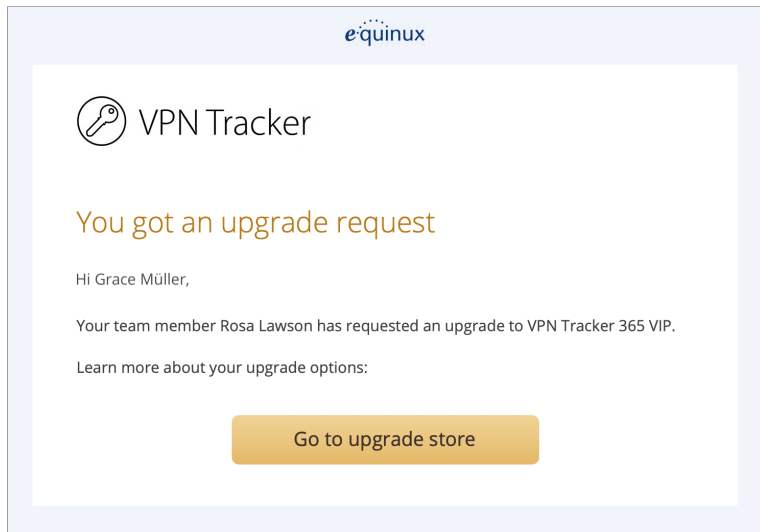 equinux
VPN Tracker
You got an upgrade request
Hi Grace Müller,
Your team member Rosa Lawson has requested an upgrade to VPN Tracker 365 VIP.
Learn more about your upgrade options:
Go to upgrade store